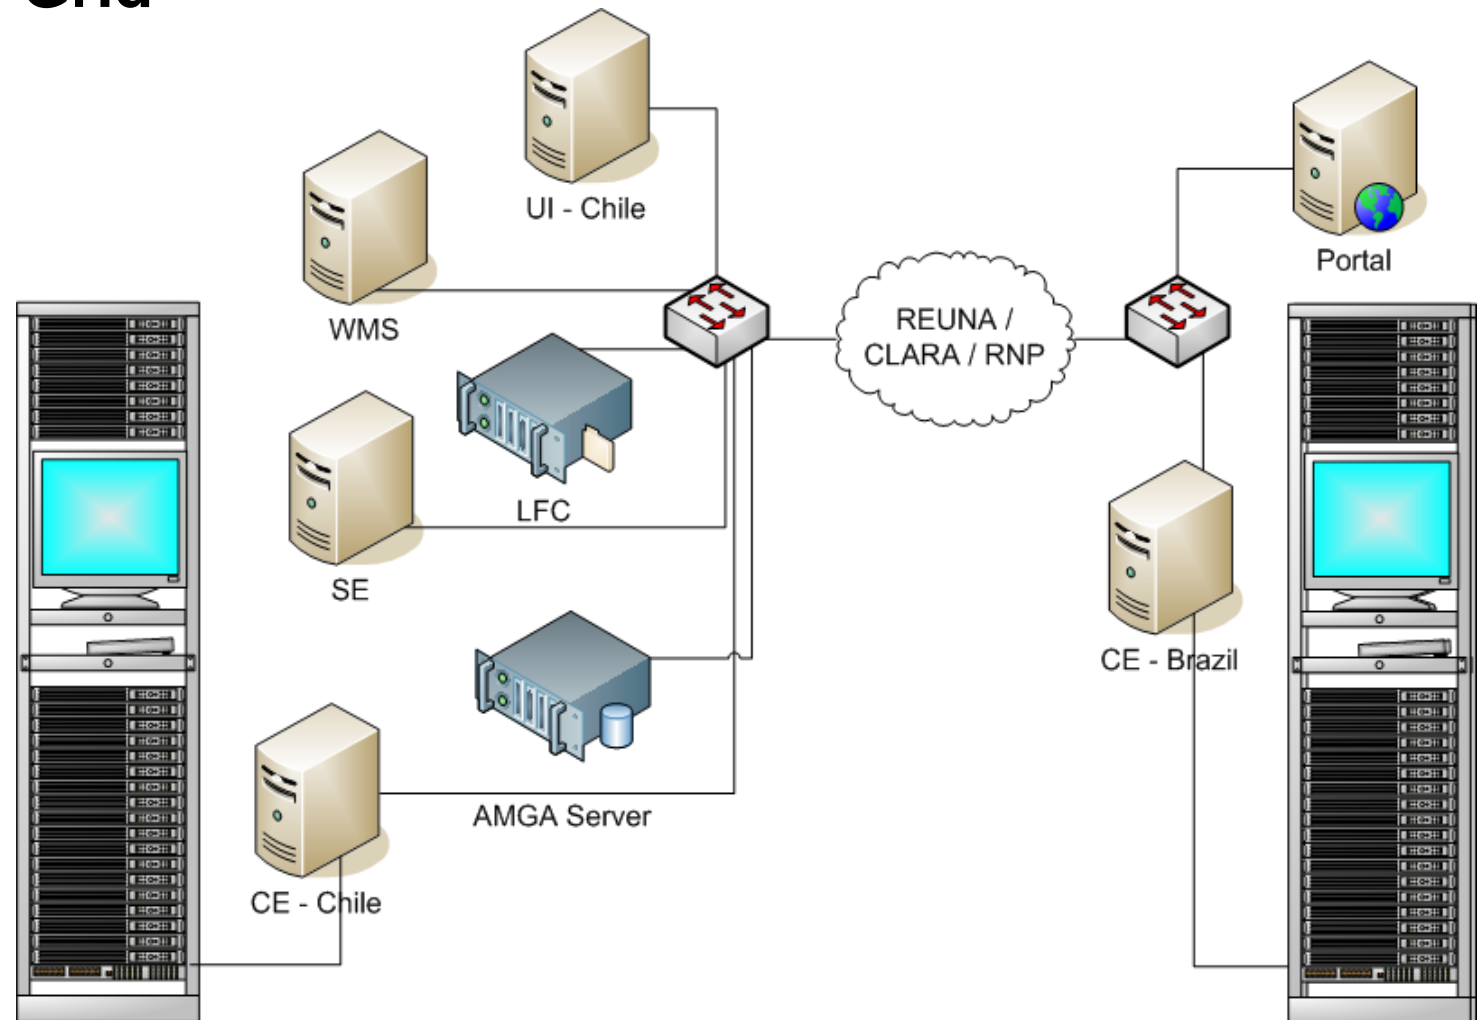 UI - Chile
WMS
Portal
REUNA /
CLARA / RNP
LFC
SE
CE - Brazil
AMGA Server
CE - Chile